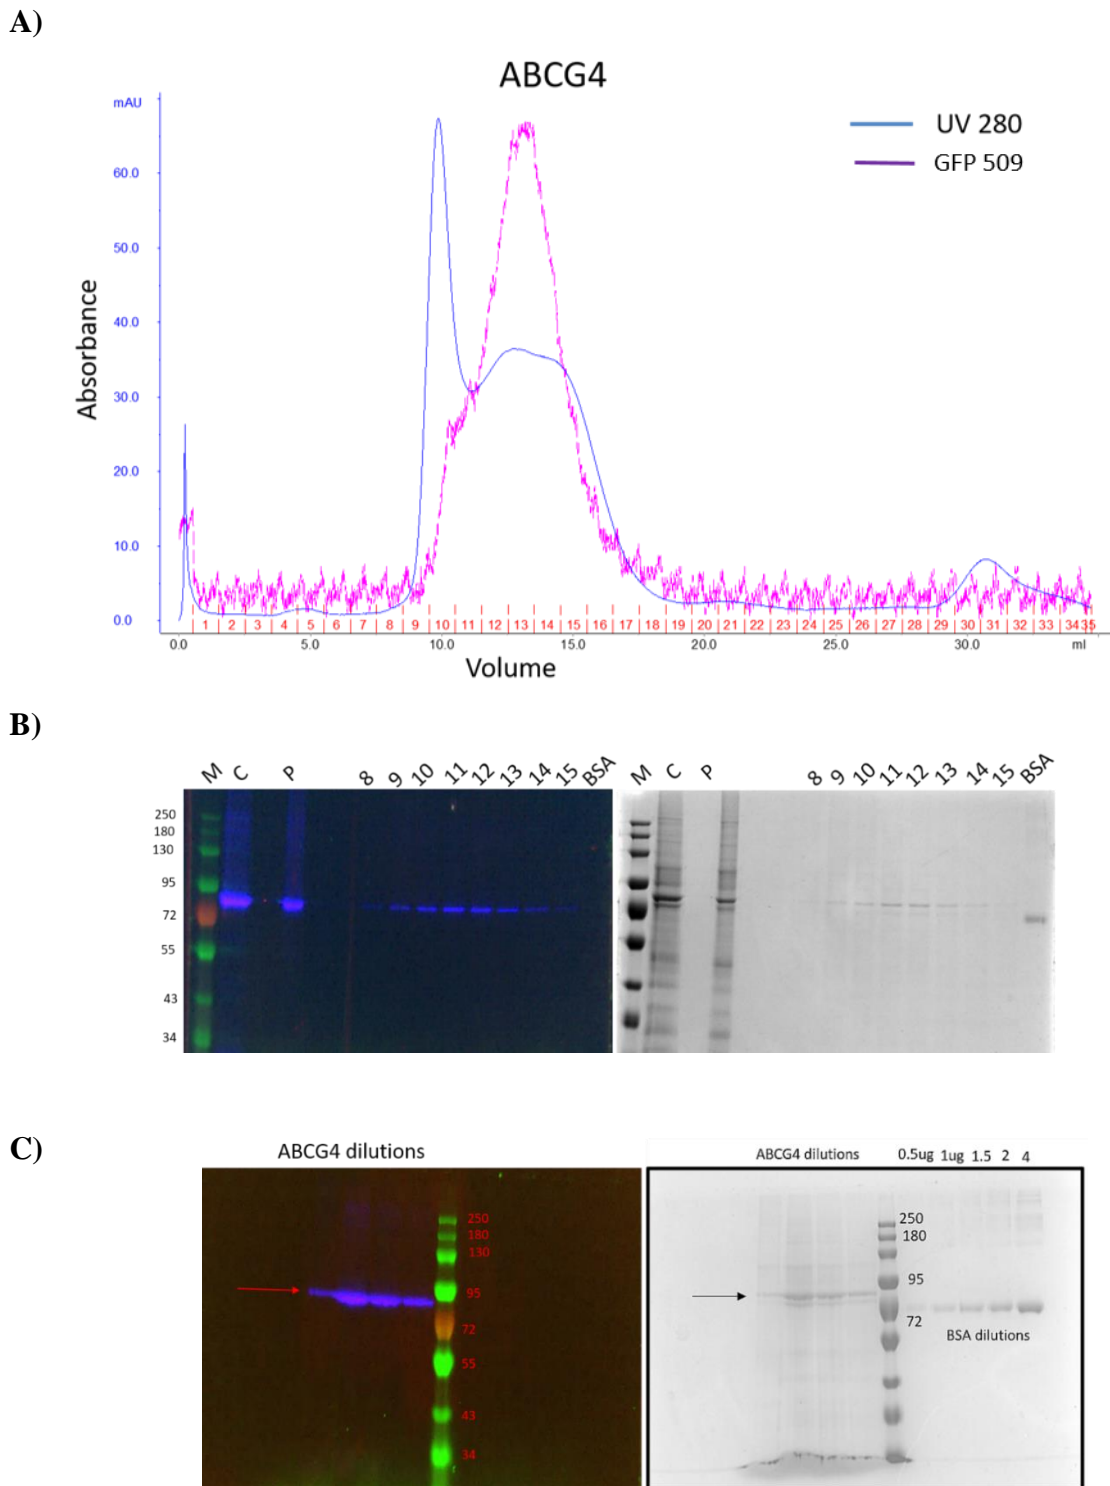 A)
ABCG4
mAU
UV 280
GFP 509
60.0
50.0
40.0
30.0
20.0
10.0
0.0
Absorbance
1 2 3 4 5 6 7 8 9 10 11 12 13 14 15 16 17 18 19 20 21 22 23 24 25 26 27 28 29 30 31 32 33 34 35
0.0 5.0 10.0 15.0 20.0 25.0 30.0 ml
Volume
B)
M C P 8 9 10 11 12 13 14 15 BSA M C P 8 9 10 11 12 13 14 15 BSA
250
180
130
95
72
55
43
34
C)
ABCG4 dilutions
250
180
130
95
72
55
43
34
ABCG4 dilutions 0.5ug 1ug 1.5 2 4
250
180
95
72
BSA dilutions